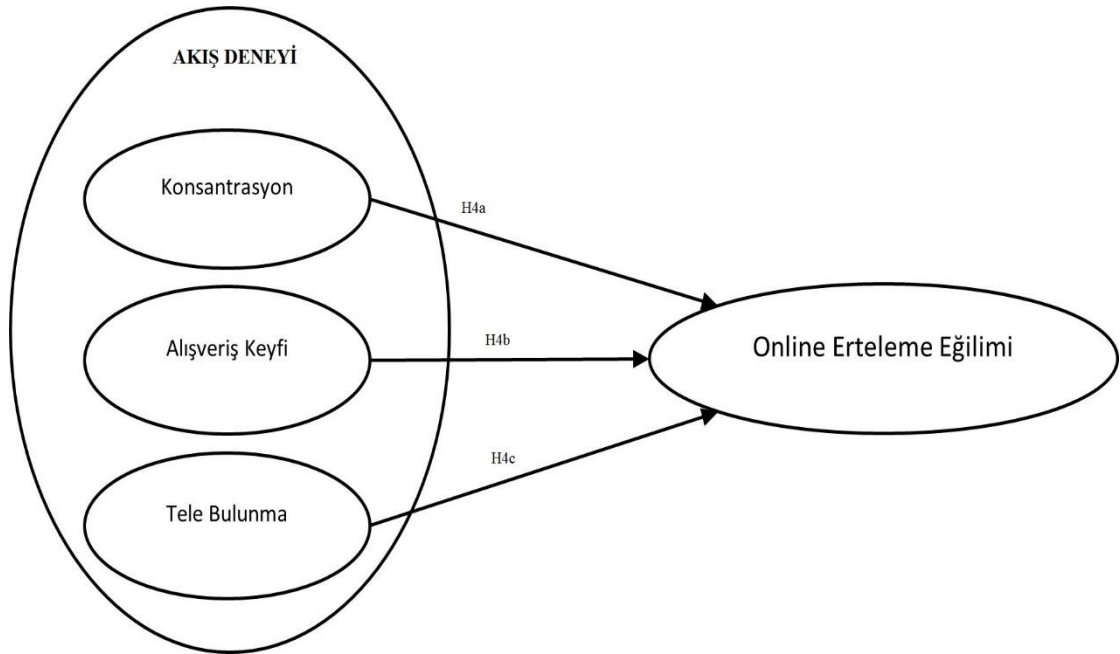 AKIŞ DENEYİ
Konsantrasyon
H4a
Alışveriş Keyfi
H4b
Online Erteleme Eğilimi
Tele Bulunma
H4c